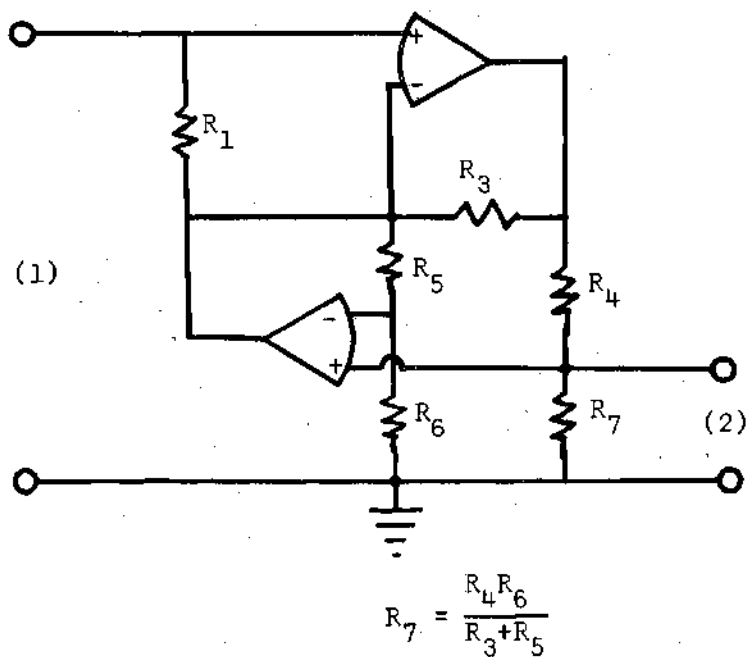 +
-
R1
R3
(1)
R5
R4
-
+
R6
R7
(2)
R7 = R4R6 / R3+R5